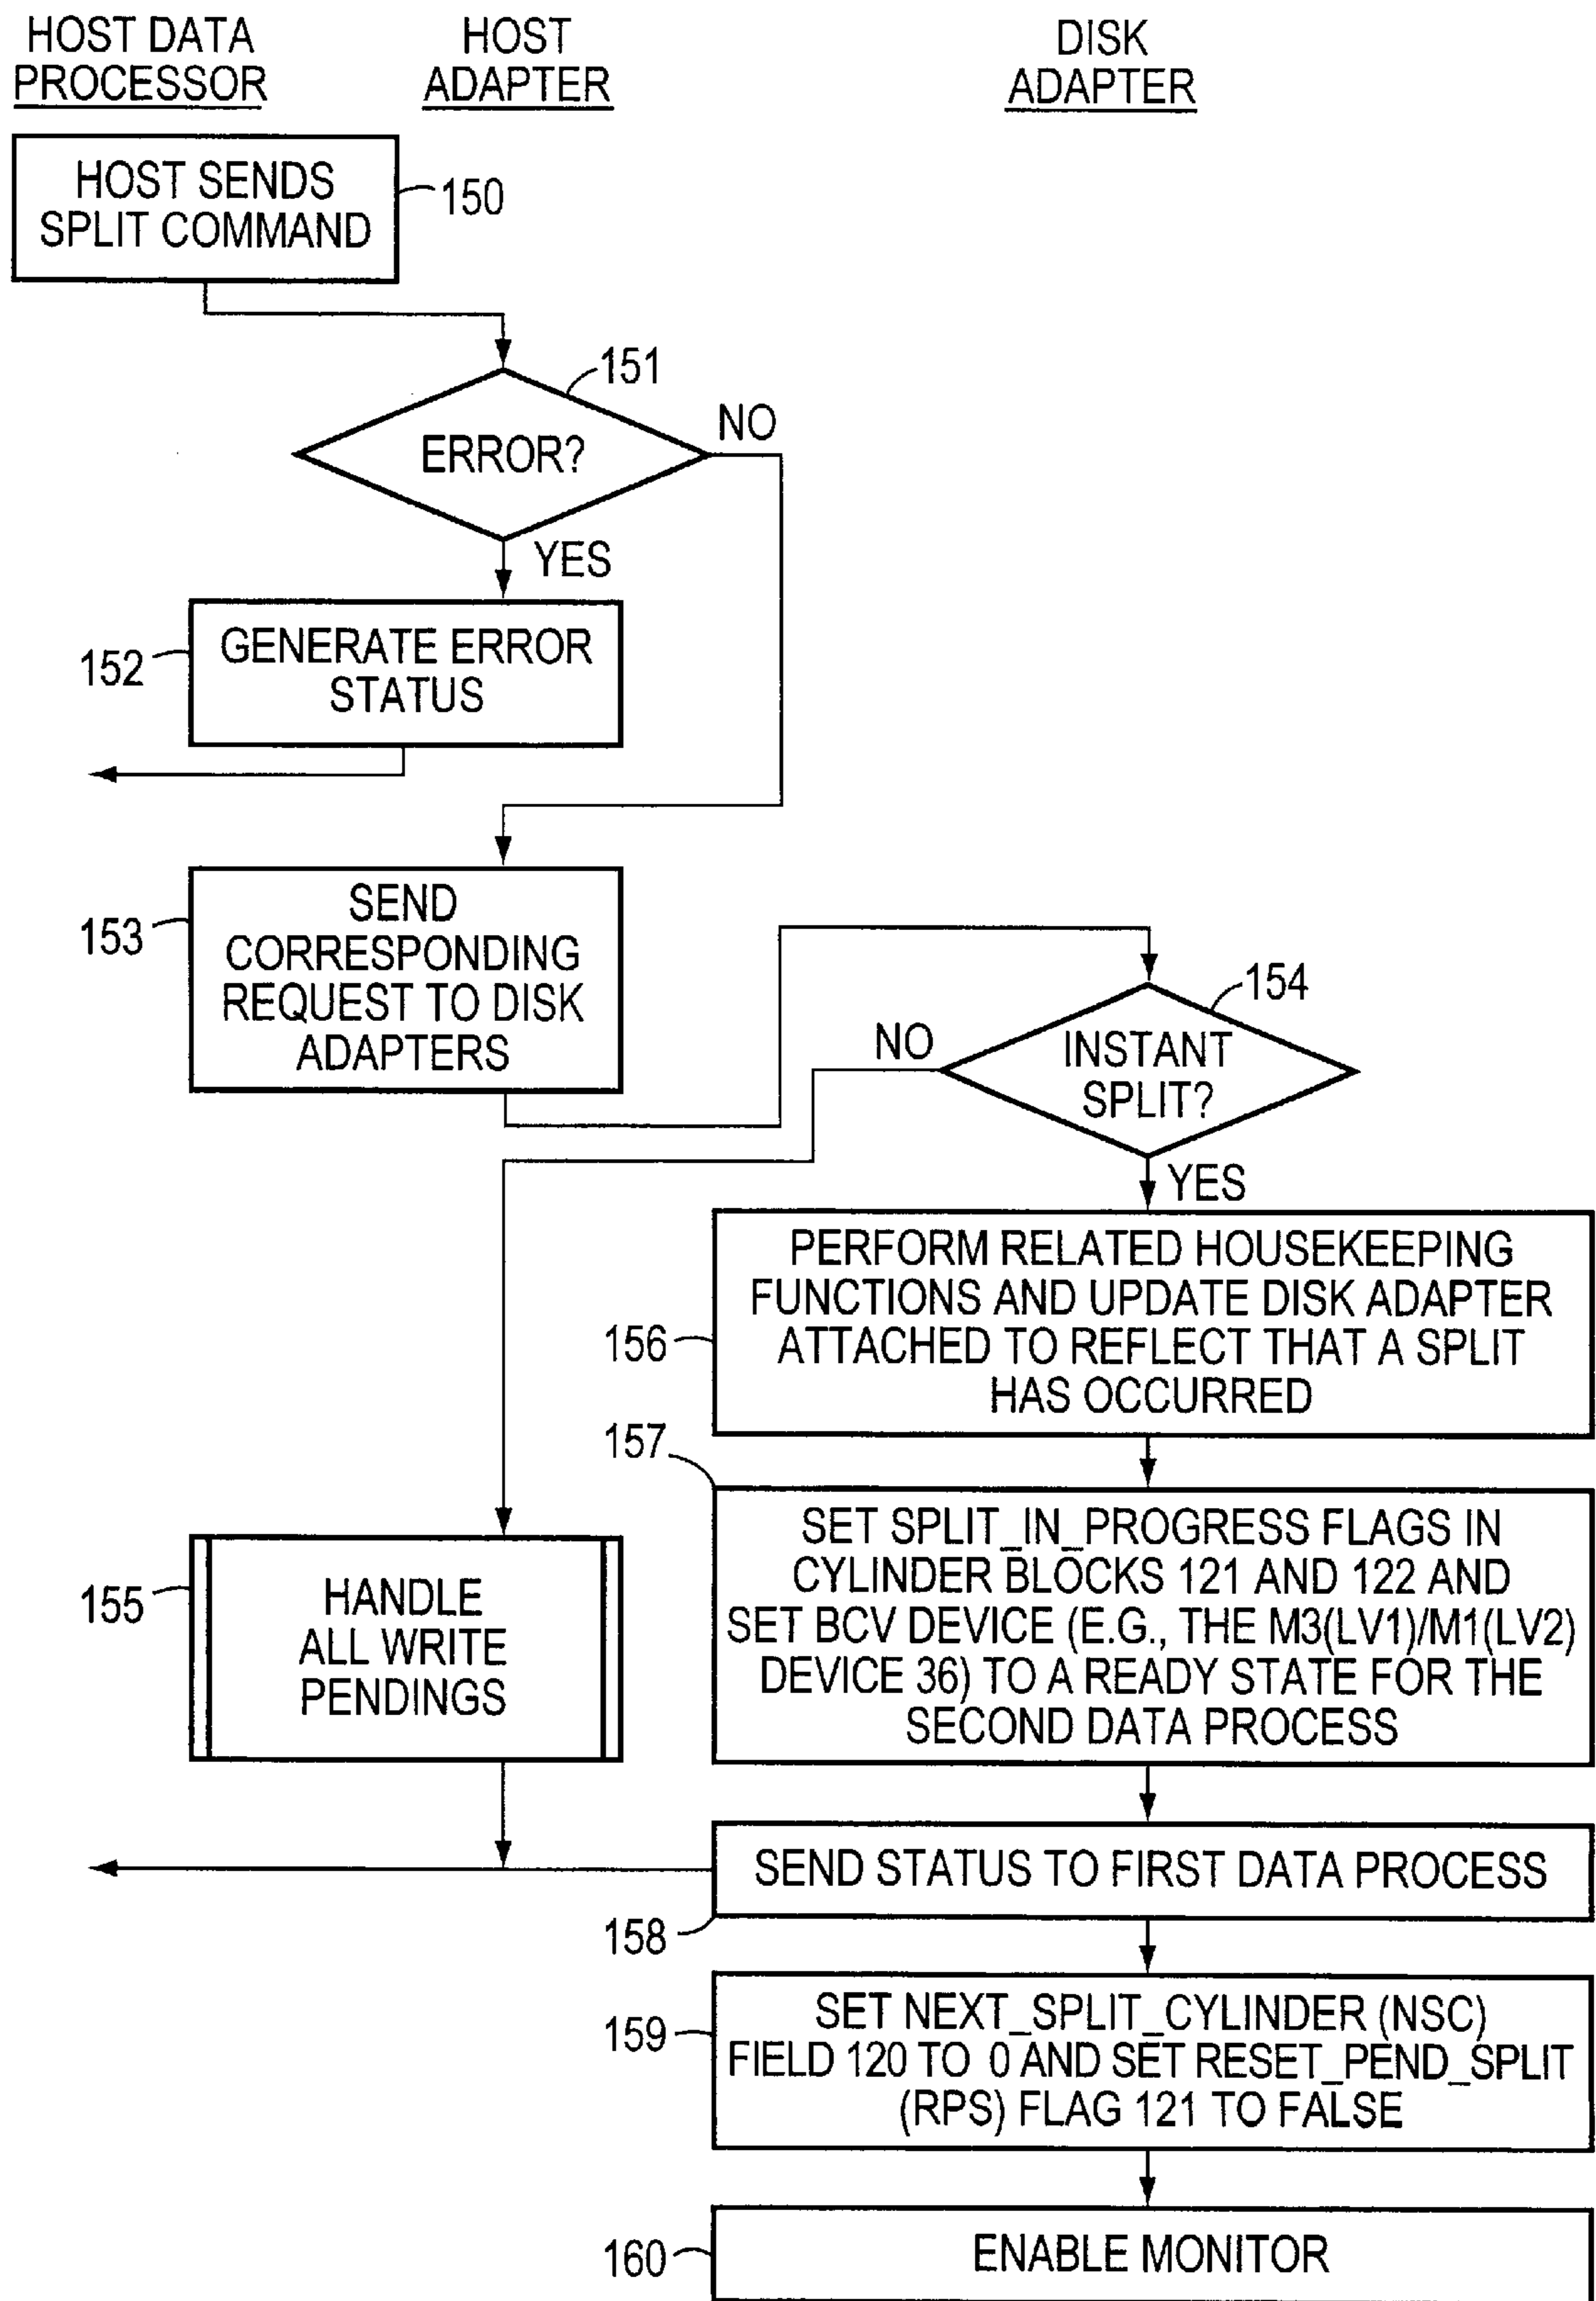 HOST DATA
PROCESSOR
HOST
ADAPTER
DISK
ADAPTER
HOST SENDS
SPLIT COMMAND
150
151
ERROR?
NO
YES
GENERATE ERROR
STATUS
152
SEND
CORRESPONDING
REQUEST TO DISK
ADAPTERS
153
154
INSTANT
SPLIT?
NO
YES
PERFORM RELATED HOUSEKEEPING
FUNCTIONS AND UPDATE DISK ADAPTER
ATTACHED TO REFLECT THAT A SPLIT
HAS OCCURRED
156
157
SET SPLIT_IN_PROGRESS FLAGS IN
CYLINDER BLOCKS 121 AND 122 AND
SET BCV DEVICE (E.G., THE M3(LV1)/M1(LV2)
DEVICE 36) TO A READY STATE FOR THE
SECOND DATA PROCESS
155
HANDLE
ALL WRITE
PENDINGS
SEND STATUS TO FIRST DATA PROCESS
158
SET NEXT_SPLIT_CYLINDER (NSC)
FIELD 120 TO 0 AND SET RESET_PEND_SPLIT
(RPS) FLAG 121 TO FALSE
159
ENABLE MONITOR
160